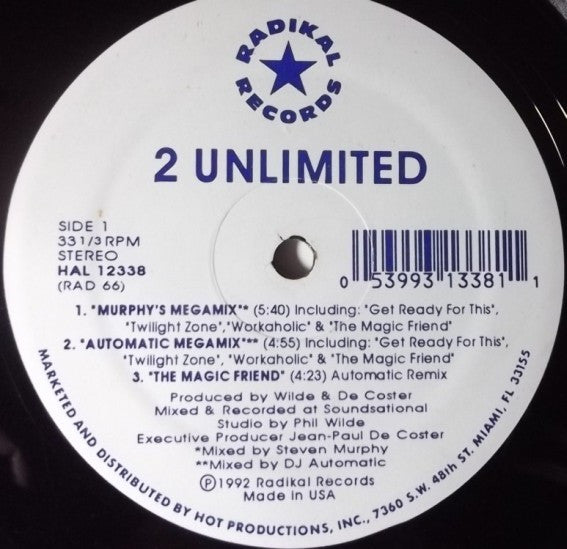 RADIKAL
RECORDS
2 UNLIMITED
SIDE 1
33 1/3 RPM
STEREO
HAL 12338
(RAD 66)
0 53993 13381 1
1. "MURPHY'S MEGAMIX"* (5:40) Including: "Get Ready For This",
"Twilight Zone", "Workaholic" & "The Magic Friend"
2. "AUTOMATIC MEGAMIX"** (4:55) Including: "Get Ready For This",
"Twilight Zone", "Workaholic" & "The Magic Friend"
3. "THE MAGIC FRIEND" (4:23) Automatic Remix
Produced by Wilde & De Coster
Mixed & Recorded at Soundsational
Studio by Phil Wilde
Executive Producer Jean-Paul De Coster
*Mixed by Steven Murphy
**Mixed by DJ Automatic
Ⓟ1992 Radikal Records
Made in USA
MARKETED AND DISTRIBUTED BY HOT PRODUCTIONS, INC., 7360 S.W. 48th ST. MIAMI, FL 33155